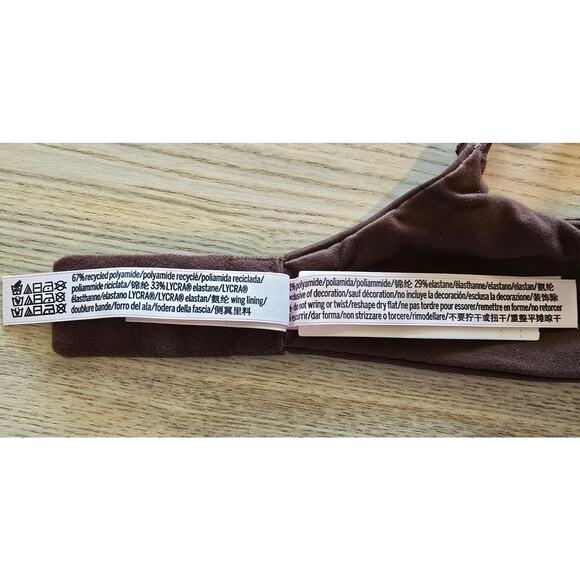 67% recycled polyamide/polyamide recyclé/poliamida reciclada/
poliammide riciclata/锦纶 33% LYCRA® elastane/LYCRA®
élasthanne/elastano LYCRA®/LYCRA® elastan/氨纶 wing lining/
doublure bande/forro del ala/fodera della fascia/侧翼里料
polyamide/poliamida/poliammide/锦纶 29% elastane/élasthanne/elastano/elastan/氨纶
exclusive of decoration/sauf décoration/no incluye la decoración/esclusa la decorazione/装饰除
do not wring or twist/reshape dry flat/ne pas tordre pour essorer/remettre en forme/no retorcer
escurrir/dar forma/non strizzare o torcere/rimodellare/不要拧干或扭干/重整平摊晾干